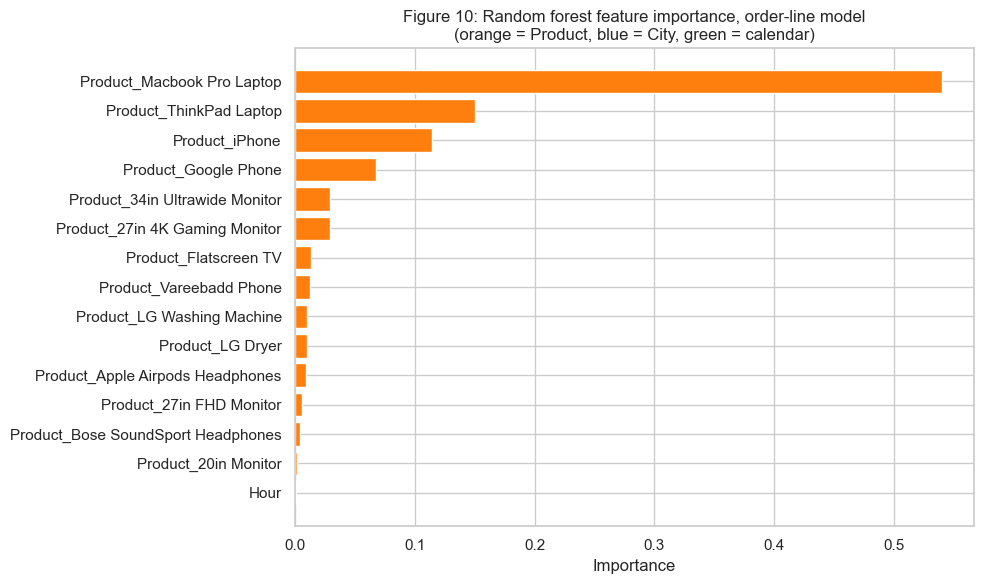 Figure 10: Random forest feature importance, order-line model
(orange = Product, blue = City, green = calendar)
Product_Macbook Pro Laptop
Product_ThinkPad Laptop
Product_iPhone
Product_Google Phone
Product_34in Ultrawide Monitor
Product_27in 4K Gaming Monitor
Product_Flatscreen TV
Product_Vareebadd Phone
Product_LG Washing Machine
Product_LG Dryer
Product_Apple Airpods Headphones
Product_27in FHD Monitor
Product_Bose SoundSport Headphones
Product_20in Monitor
Hour
0.0 0.1 0.2 0.3 0.4 0.5
Importance